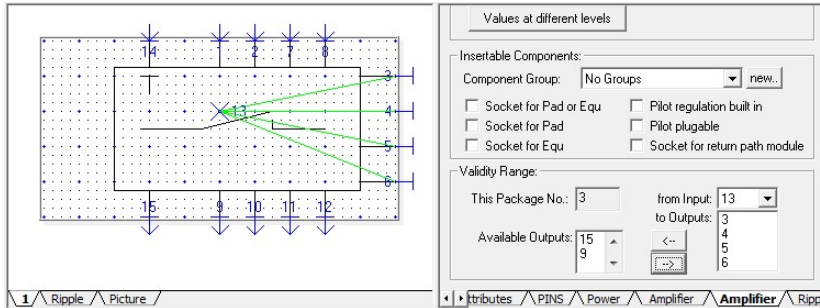 14 1 2 7 8
3
13 4
5
6
15 9 10 11 12
1 Ripple Picture
Values at different levels
Insertable Components:
Component Group: No Groups new..
Socket for Pad or Equ Pilot regulation built in
Socket for Pad Pilot plugable
Socket for Equ Socket for return path module
Validity Range:
This Package No.: 3 from Input: 13
to Outputs: 3
4
5
6
Available Outputs: 15
9
<--
-->
ttributes PINS Power Amplifier Amplifier Ripp